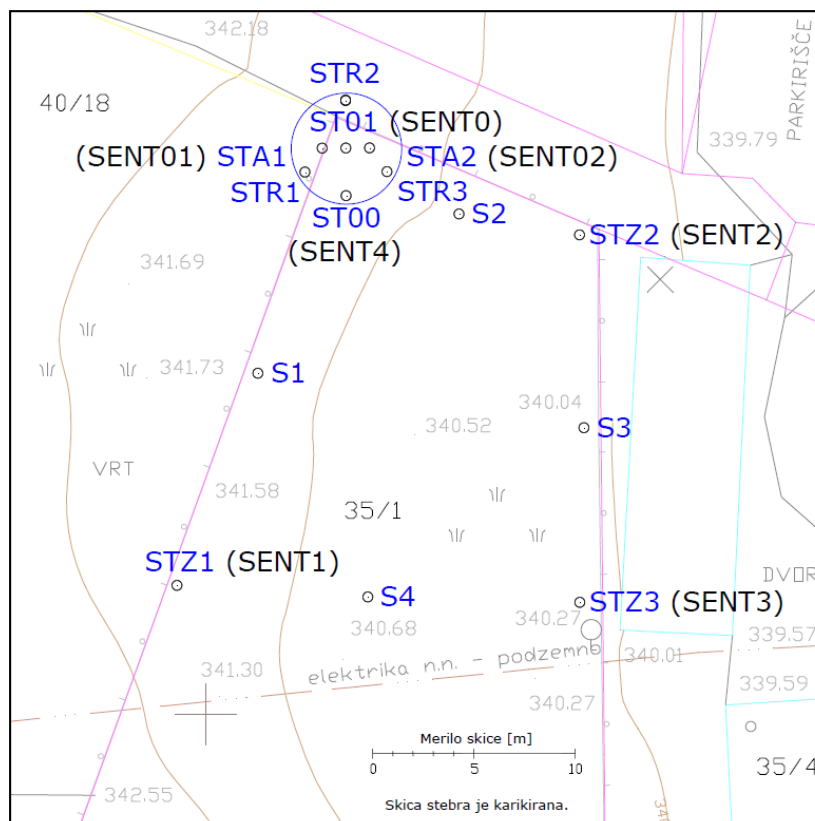 342.18
STR2
40/18
PARKIRIŠČE
ST01 (SENT0)
339.79
(SENT01) STA1
STA2 (SENT02)
STR1
STR3
ST00
S2
(SENT4)
STZ2 (SENT2)
341.69
341.73
S1
340.04
340.52
S3
VRT
341.58
35/1
STZ1 (SENT1)
DVOR
S4
STZ3 (SENT3)
340.27
340.68
339.57
elektrika n.n. - podzemno
340.01
341.30
339.59
340.27
Merilo skice [m]
0 5 10
35/4
342.55
Skica stebra je karikirana.